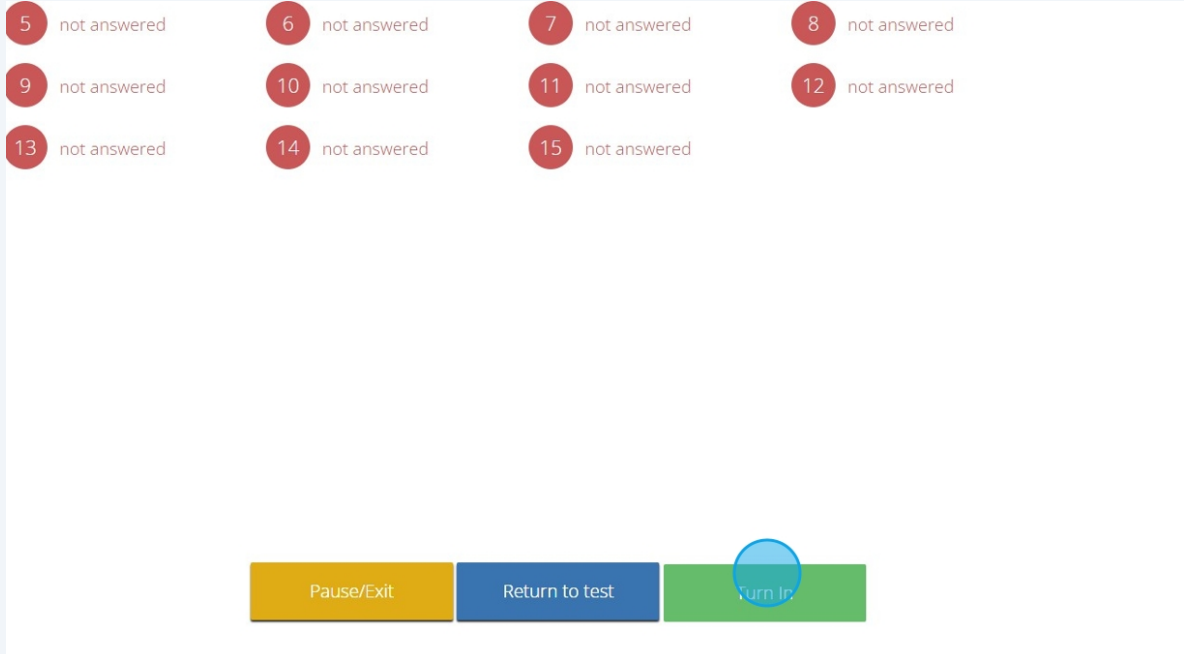 5 not answered 6 not answered 7 not answered 8 not answered
9 not answered 10 not answered 11 not answered 12 not answered
13 not answered 14 not answered 15 not answered
Pause/Exit Return to test Turn In